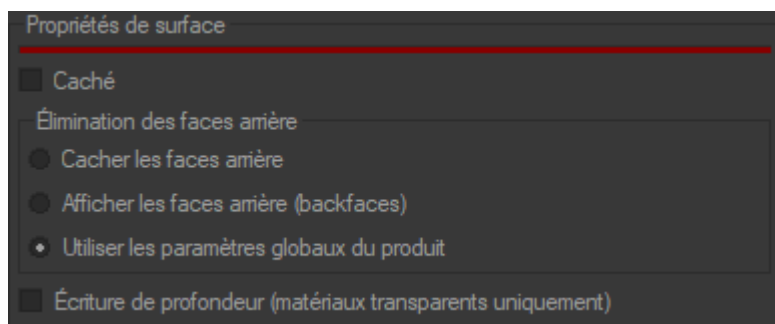 Propriétés de surface
Caché
Élimination des faces arrière
Cacher les faces arrière
Afficher les faces arrière (backfaces)
Utiliser les paramètres globaux du produit
Écriture de profondeur (matériaux transparents uniquement)